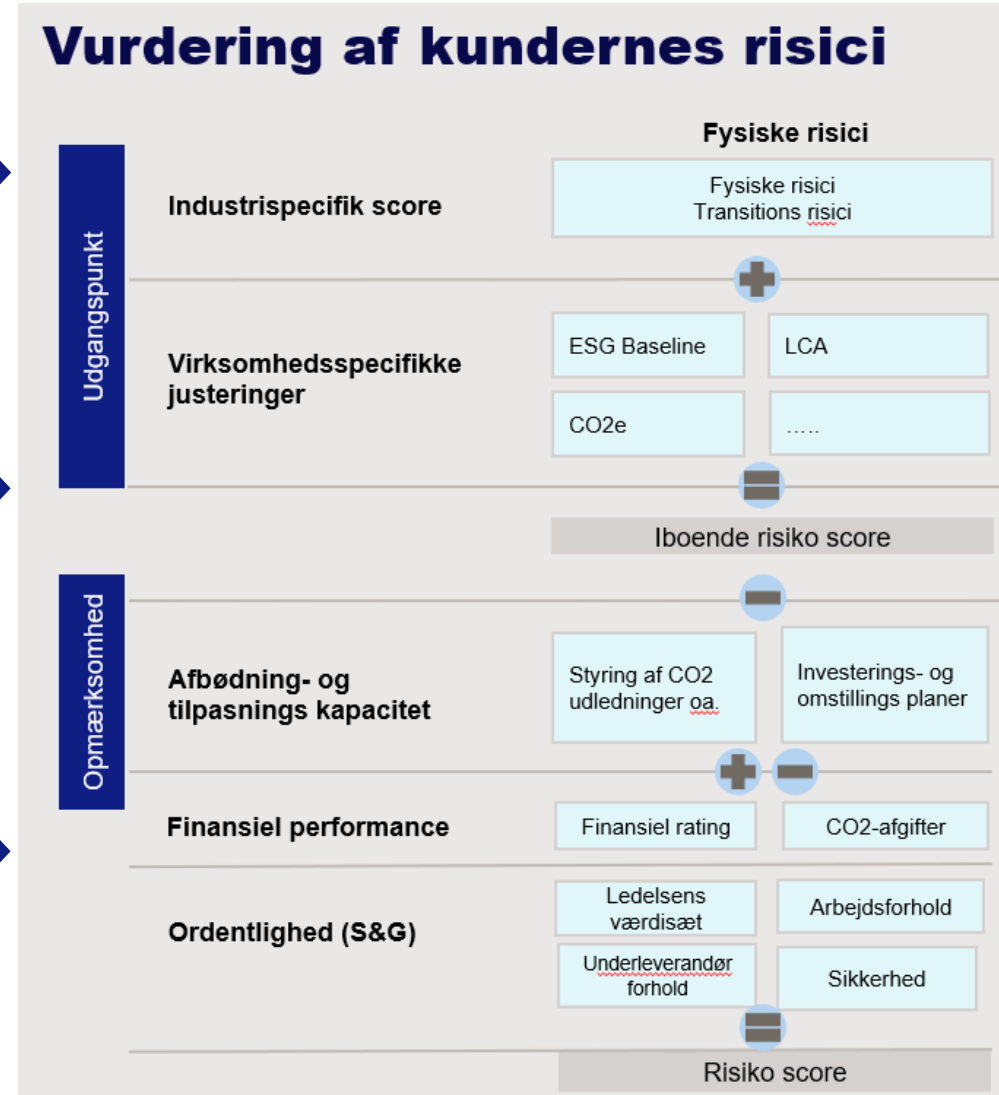 Vurdering af kundernes risici
Fysiske risici
Udgangspunkt
Industrispecifik score
Fysiske risici
Transitions risici
Virksomhedsspecifikke
justeringer
ESG Baseline
LCA
CO2e
.....
Iboende risiko score
Opmærksomhed
Afbødning- og
tilpasnings kapacitet
Styring af CO2
udledninger oa.
Investerings- og
omstillings planer
Finansiel performance
Finansiel rating
CO2-afgifter
Ordentlighed (S&G)
Ledelsens
værdisæt
Arbejdsforhold
Underleverandør
forhold
Sikkerhed
Risiko score